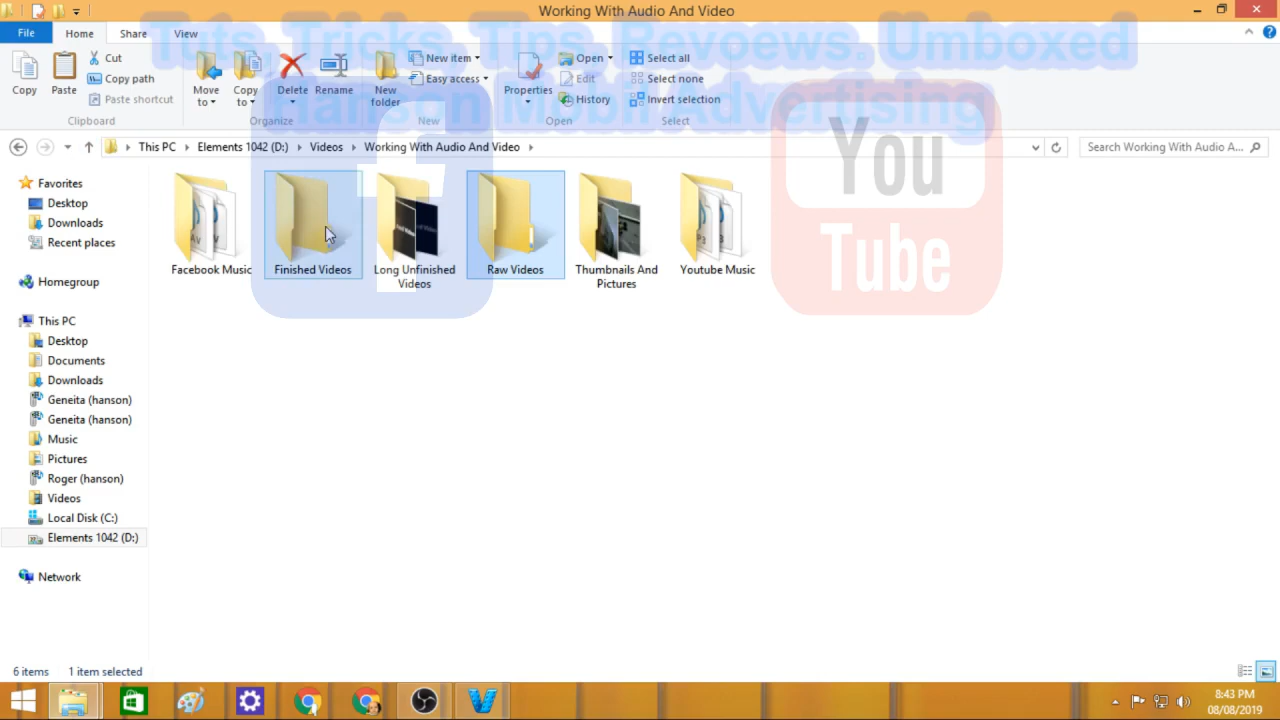 Working With Audio And Video
File Home Share View
Tuts, Tricks, Tips
Unboxed
Advertising
Copy
Paste
Cut
Copy path
Paste shortcut
Clipboard
Move to
Copy to
Delete
Rename
Organize
New folder
New item
Easy access
New
Properties
Open
Edit
History
Open
Select all
Select none
Invert selection
Select
This PC Elements 1042 (D:) Videos Working With Audio And Video
Search Working With Audio A...
Favorites
Desktop
Downloads
Recent places
Homegroup
This PC
Desktop
Documents
Downloads
Geneita (hanson)
Geneita (hanson)
Music
Pictures
Roger (hanson)
Videos
Local Disk (C:)
Elements 1042 (D:)
Network
Facebook Music
Finished Videos
Long Unfinished
Videos
Raw Videos
Thumbnails And
Pictures
Youtube Music
f
You
Tube
6 items 1 item selected
8:43 PM
08/08/2019